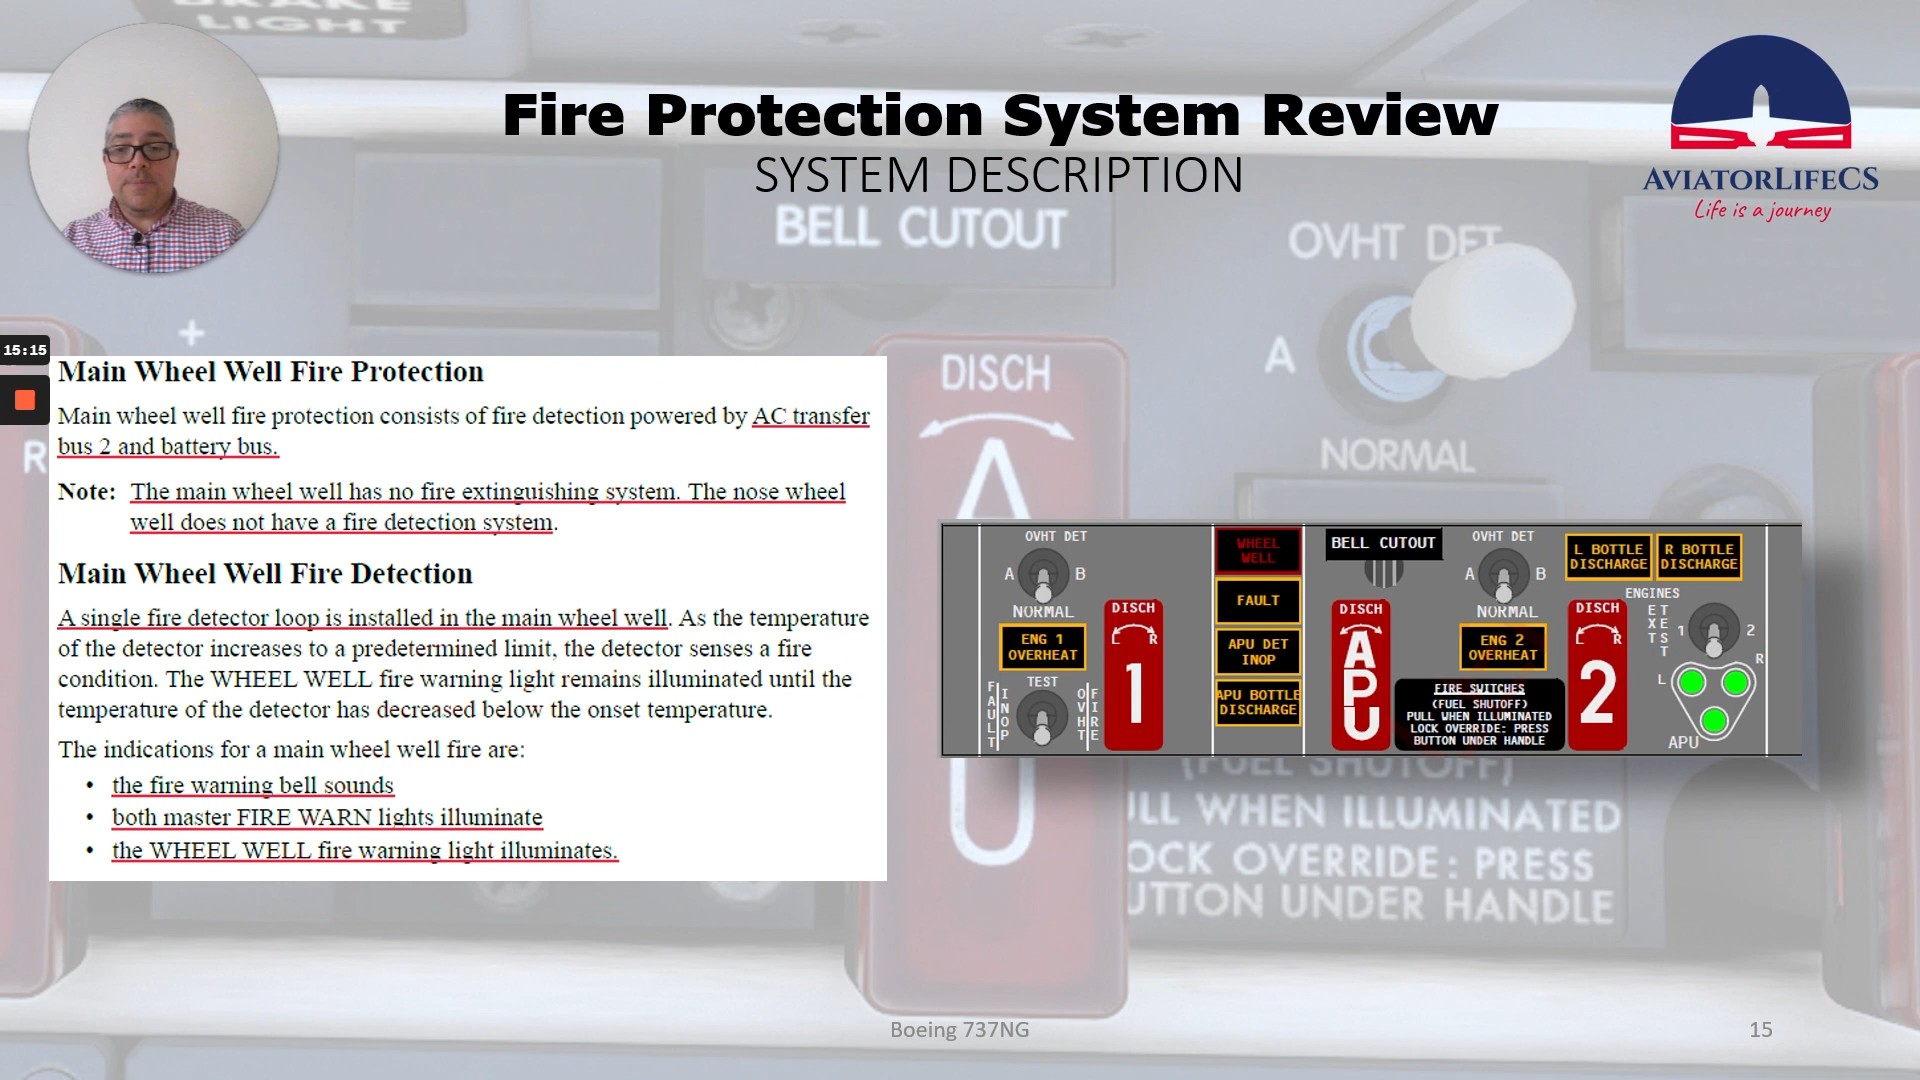 BRAKE
LIGHT
Fire Protection System Review
SYSTEM DESCRIPTION
AVIATORLIFECS
Life is a journey
BELL CUTOUT
OVHT DET
A
NORMAL
DISCH
A
U
R
15:15
Main Wheel Well Fire Protection
Main wheel well fire protection consists of fire detection powered by AC transfer
bus 2 and battery bus.
Note: The main wheel well has no fire extinguishing system. The nose wheel
well does not have a fire detection system.
Main Wheel Well Fire Detection
A single fire detector loop is installed in the main wheel well. As the temperature
of the detector increases to a predetermined limit, the detector senses a fire
condition. The WHEEL WELL fire warning light remains illuminated until the
temperature of the detector has decreased below the onset temperature.
The indications for a main wheel well fire are:
• the fire warning bell sounds
• both master FIRE WARN lights illuminate
• the WHEEL WELL fire warning light illuminates.
OVHT DET
A B
NORMAL
ENG 1
OVERHEAT
TEST
FAULT
INOP
OVHT
FIRE
DISCH
L R
1
WHEEL
WELL
FAULT
APU DET
INOP
APU BOTTLE
DISCHARGE
BELL CUTOUT
DISCH
APU
OVHT DET
A B
NORMAL
ENG 2
OVERHEAT
FIRE SWITCHES
(FUEL SHUTOFF)
PULL WHEN ILLUMINATED
LOCK OVERRIDE: PRESS
BUTTON UNDER HANDLE
L BOTTLE
DISCHARGE
R BOTTLE
DISCHARGE
DISCH
L R
2
ENGINES
EXT
TEST
1 2
L R
APU
(FUEL SHUTOFF)
ULL WHEN ILLUMINATED
OCK OVERRIDE: PRESS
UTTON UNDER HANDLE
Boeing 737NG
15